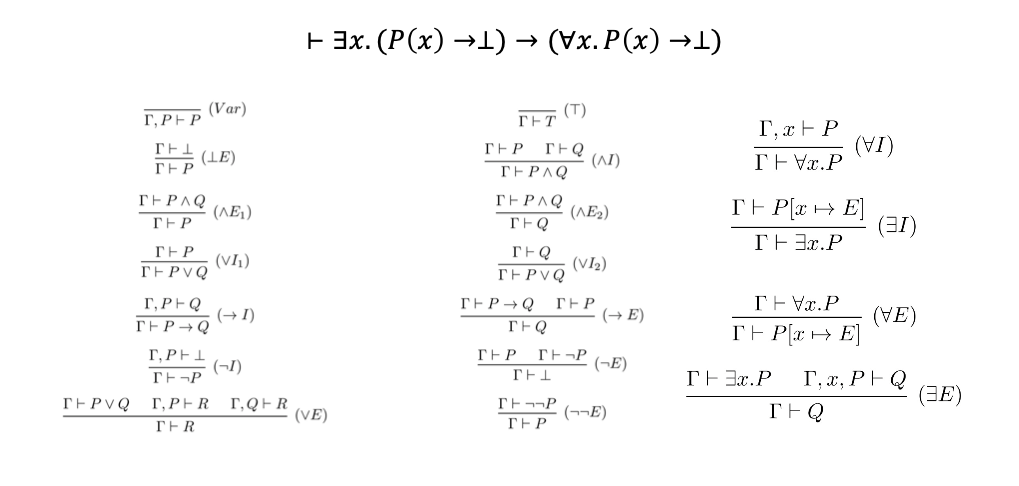 ⊢ ∃x. (P(x) →⊥) → (∀x. P(x) →⊥)
Γ, P ⊢ P (Var)
Γ ⊢ ⊥
Γ ⊢ P (⊥E)
Γ ⊢ P ∧ Q
Γ ⊢ P (∧E₁)
Γ ⊢ P
Γ ⊢ P ∨ Q (∨I₁)
Γ, P ⊢ Q
Γ ⊢ P → Q (→ I)
Γ, P ⊢ ⊥
Γ ⊢ ¬P (¬I)
Γ ⊢ P ∨ Q Γ, P ⊢ R Γ, Q ⊢ R
Γ ⊢ R (∨E)
Γ ⊢ T (⊤)
Γ ⊢ P Γ ⊢ Q
Γ ⊢ P ∧ Q (∧I)
Γ ⊢ P ∧ Q
Γ ⊢ Q (∧E₂)
Γ ⊢ Q
Γ ⊢ P ∨ Q (∨I₂)
Γ ⊢ P → Q Γ ⊢ P
Γ ⊢ Q (→ E)
Γ ⊢ P Γ ⊢ ¬P
Γ ⊢ ⊥ (¬E)
Γ ⊢ ¬¬P
Γ ⊢ P (¬¬E)
Γ, x ⊢ P
Γ ⊢ ∀x.P (∀I)
Γ ⊢ P[x ↦ E]
Γ ⊢ ∃x.P (∃I)
Γ ⊢ ∀x.P
Γ ⊢ P[x ↦ E] (∀E)
Γ ⊢ ∃x.P Γ, x, P ⊢ Q
Γ ⊢ Q (∃E)